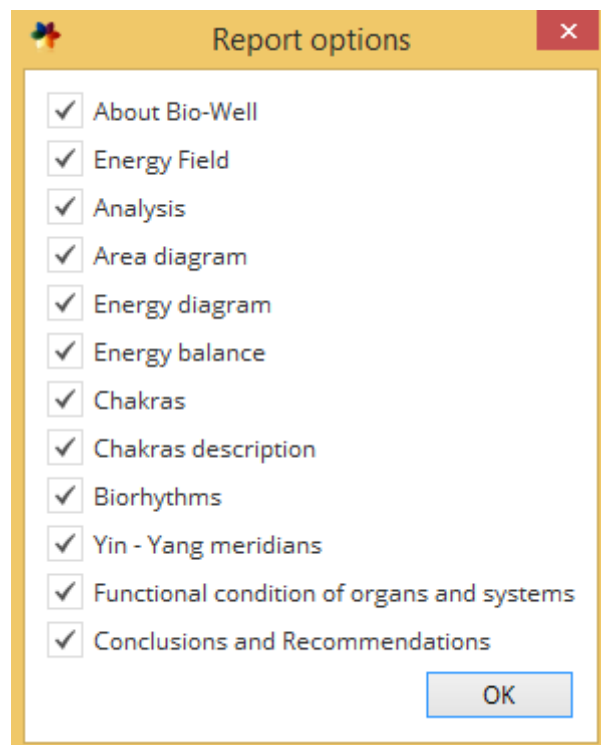 Report options
About Bio-Well
Energy Field
Analysis
Area diagram
Energy diagram
Energy balance
Chakras
Chakras description
Biorhythms
Yin - Yang meridians
Functional condition of organs and systems
Conclusions and Recommendations
OK